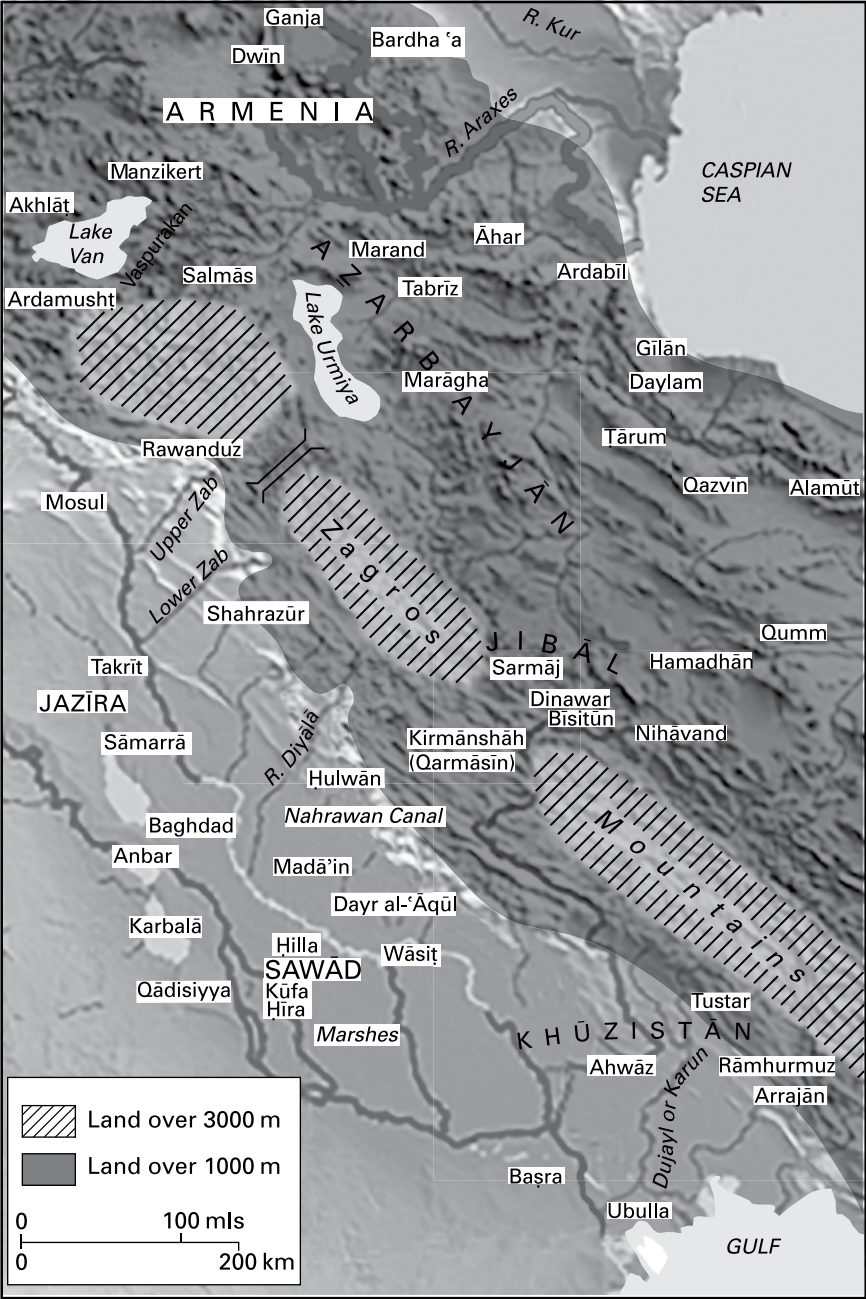 Ganja
R. Kur
Bardha ‘a
Dwīn
ARMENIA
R. Araxes
CASPIAN
SEA
Manzikert
Akhlāṭ
Lake
Van
Vaspurakan
Āhar
Marand
AZARBAYJĀN
Salmās
Ardabīl
Tabrīz
Ardamushṭ
Lake Urmiya
Gīlān
Marāgha
Daylam
Ṭārum
Rawanduz
Qazvīn
Alamūt
Mosul
Upper Zab
Zagros
Lower Zab
Shahrazūr
Qumm
JIBĀL
Takrīt
Sarmāj
Hamadhān
JAZĪRA
Dinawar
Bīsitūn
Sāmarrā
R. Diyālā
Kirmānshāh
(Qarmāsīn)
Nihāvand
Ḥulwān
Baghdad
Nahrawan Canal
Mountains
Anbar
Madā’in
Dayr al-‘Āqūl
Karbalā
Ḥilla
Wāsiṭ
SAWĀD
Qādisiyya
Kūfa
Ḥīra
Tustar
Marshes
KHŪZISTĀN
Ahwāz
Rāmhurmuz
Dujayl or Karun
Arrajān
Land over 3000 m
Land over 1000 m
Baṣra
Ubulla
GULF
0 100 mls
0 200 km